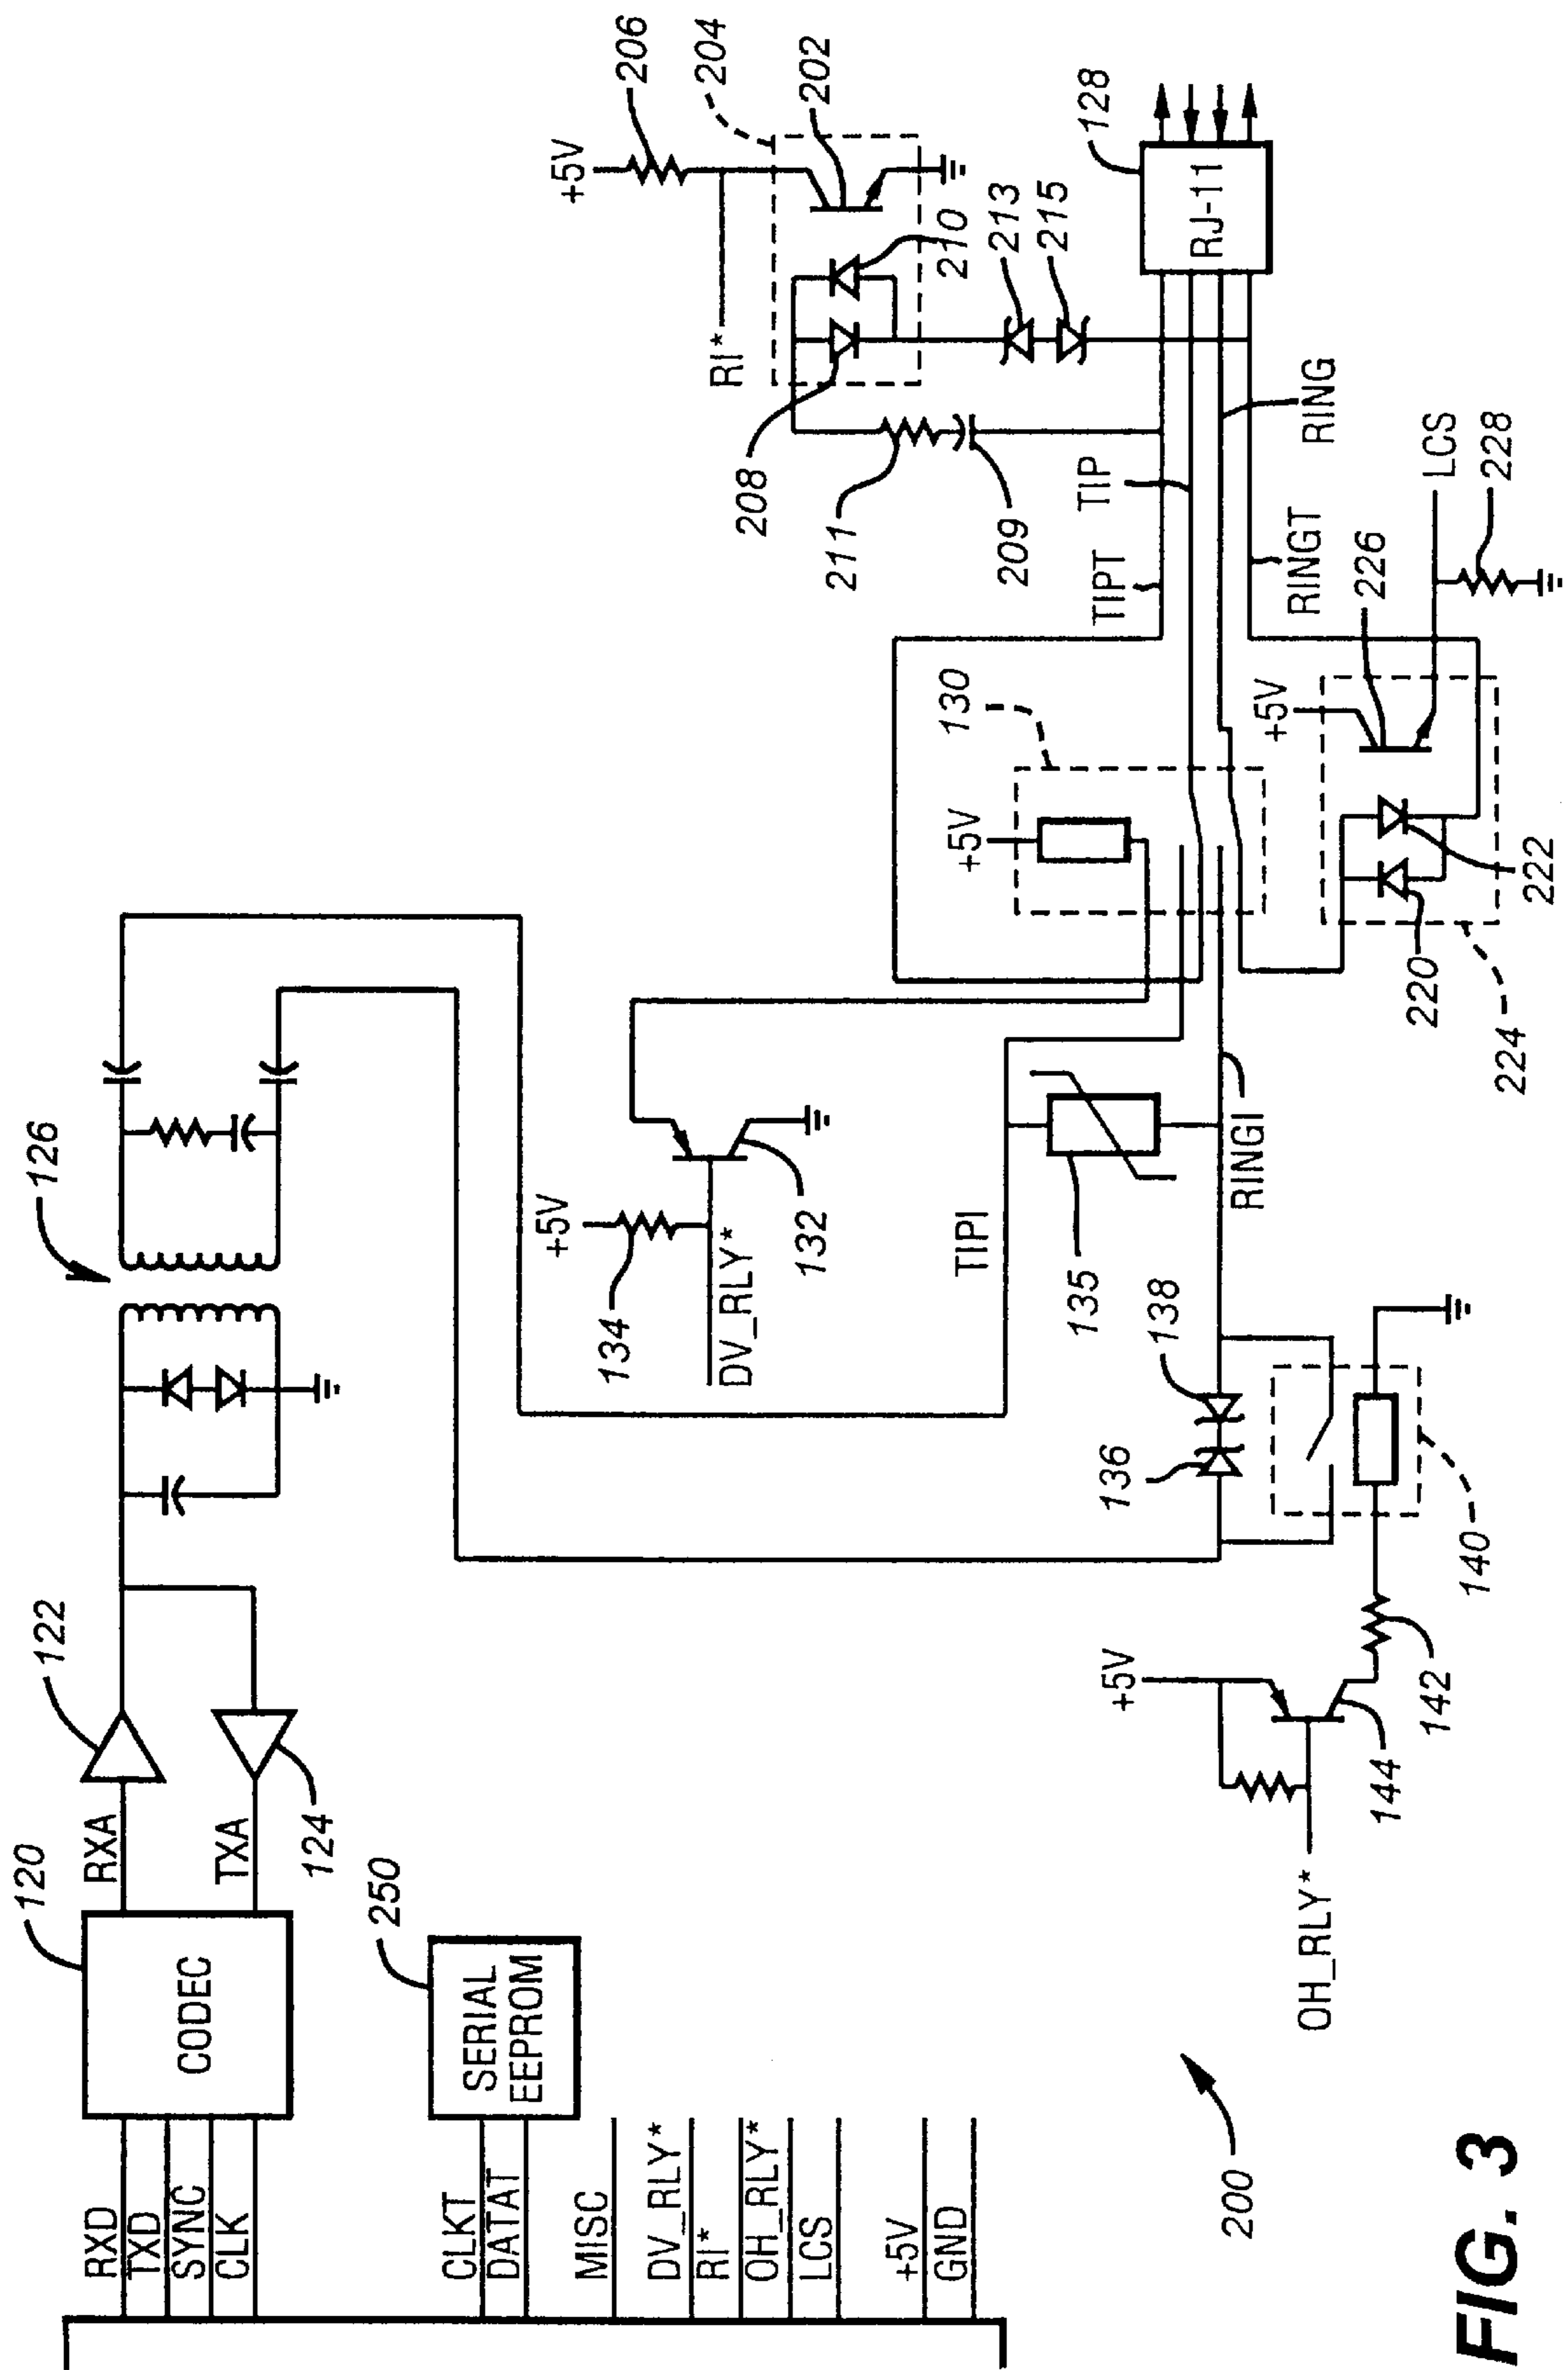 RXD
TXD
SYNC
CLK
120
CODEC
RXA
TXA
122
124
126
CLKT
DATAT
250
SERIAL
EEPROM
MISC
DV_RLY*
RI*
OH_RLY*
LCS
+5V
GND
+5V
134
DV_RLY*
132
TIPI
135
RINGI
136
138
140
142
144
+5V
OH_RLY*
130
+5V
TIPT
TIP
RING
RINGT
206
204
202
+5V
RI*
210
208
211
209
213
215
128
RJ-11
+5V
226
LCS
228
222
220
224
200
FIG. 3